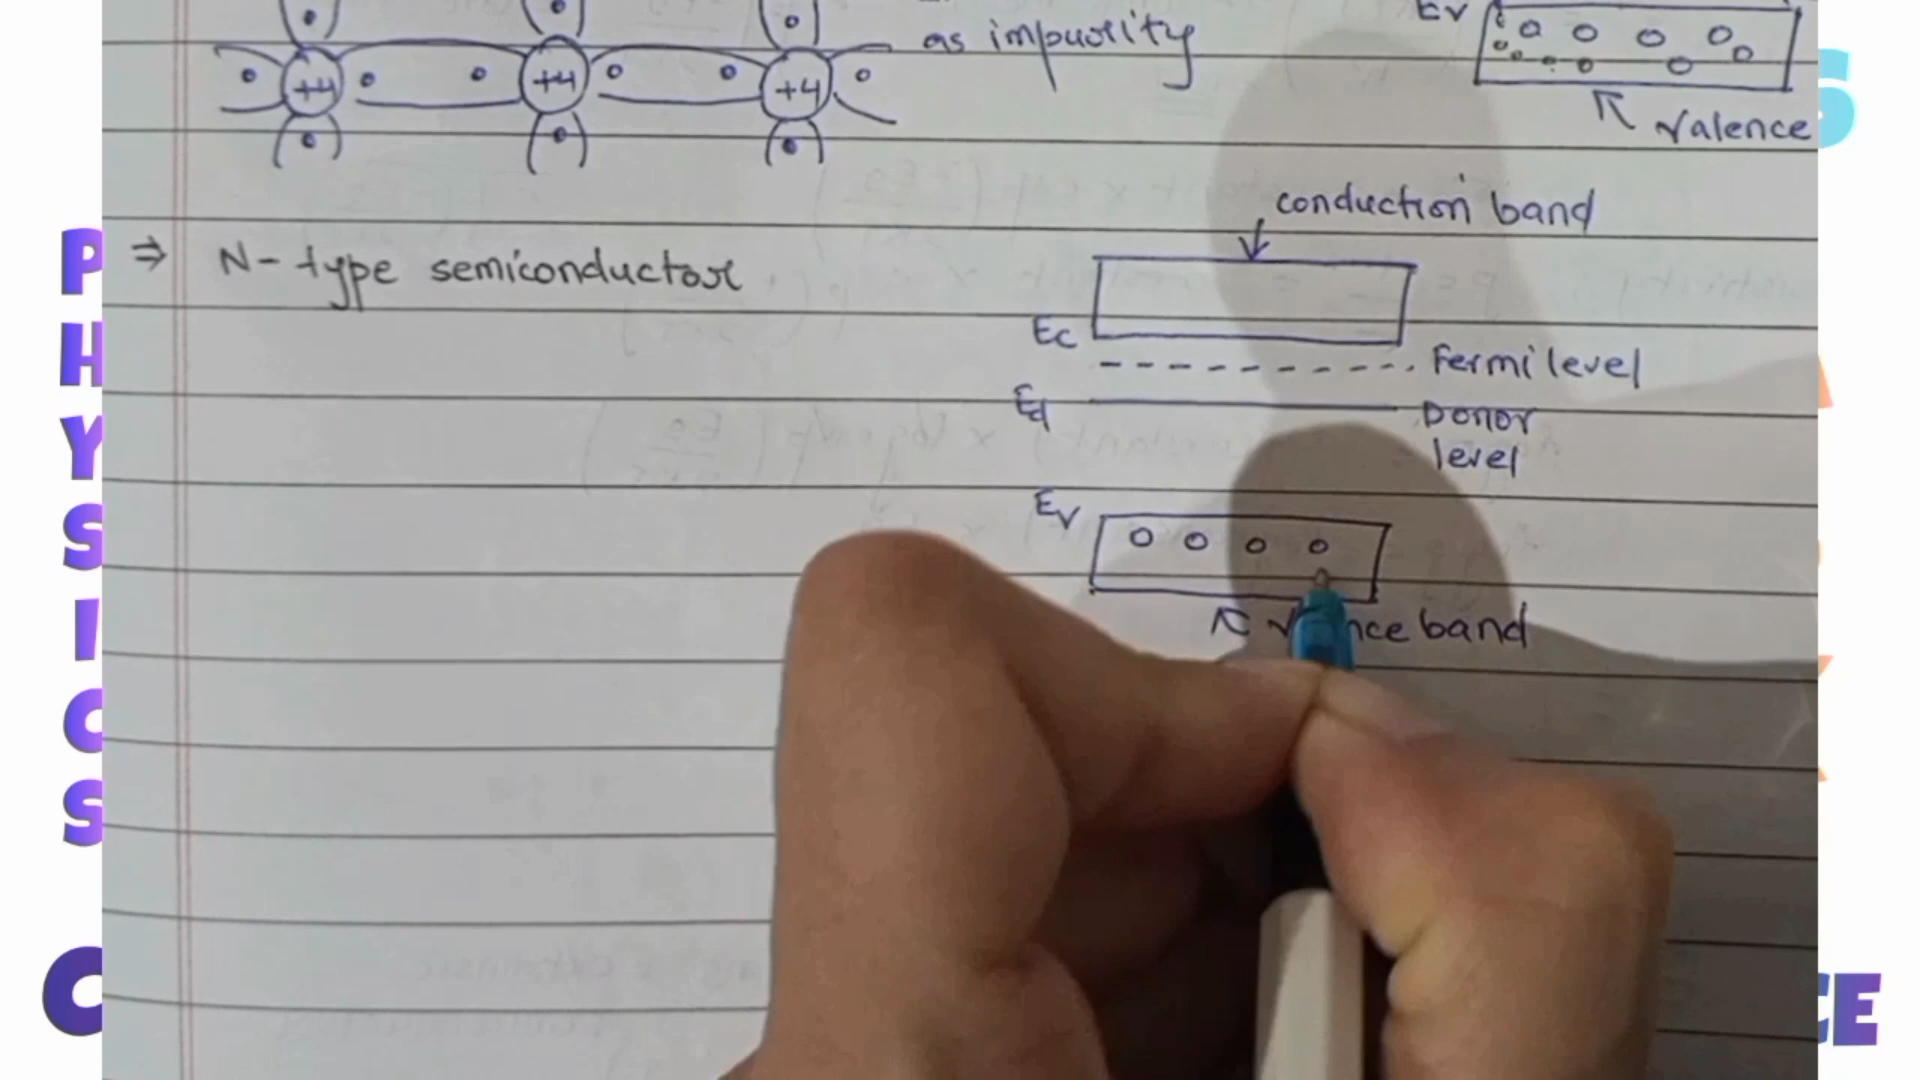 as impurity
Ev
+4 +4 +4
Valence
conduction band
⇒ N-type semiconductor
Ec
Fermi level
Ed
Donor
level
Ev
band
PHYSICS
C
CE
S